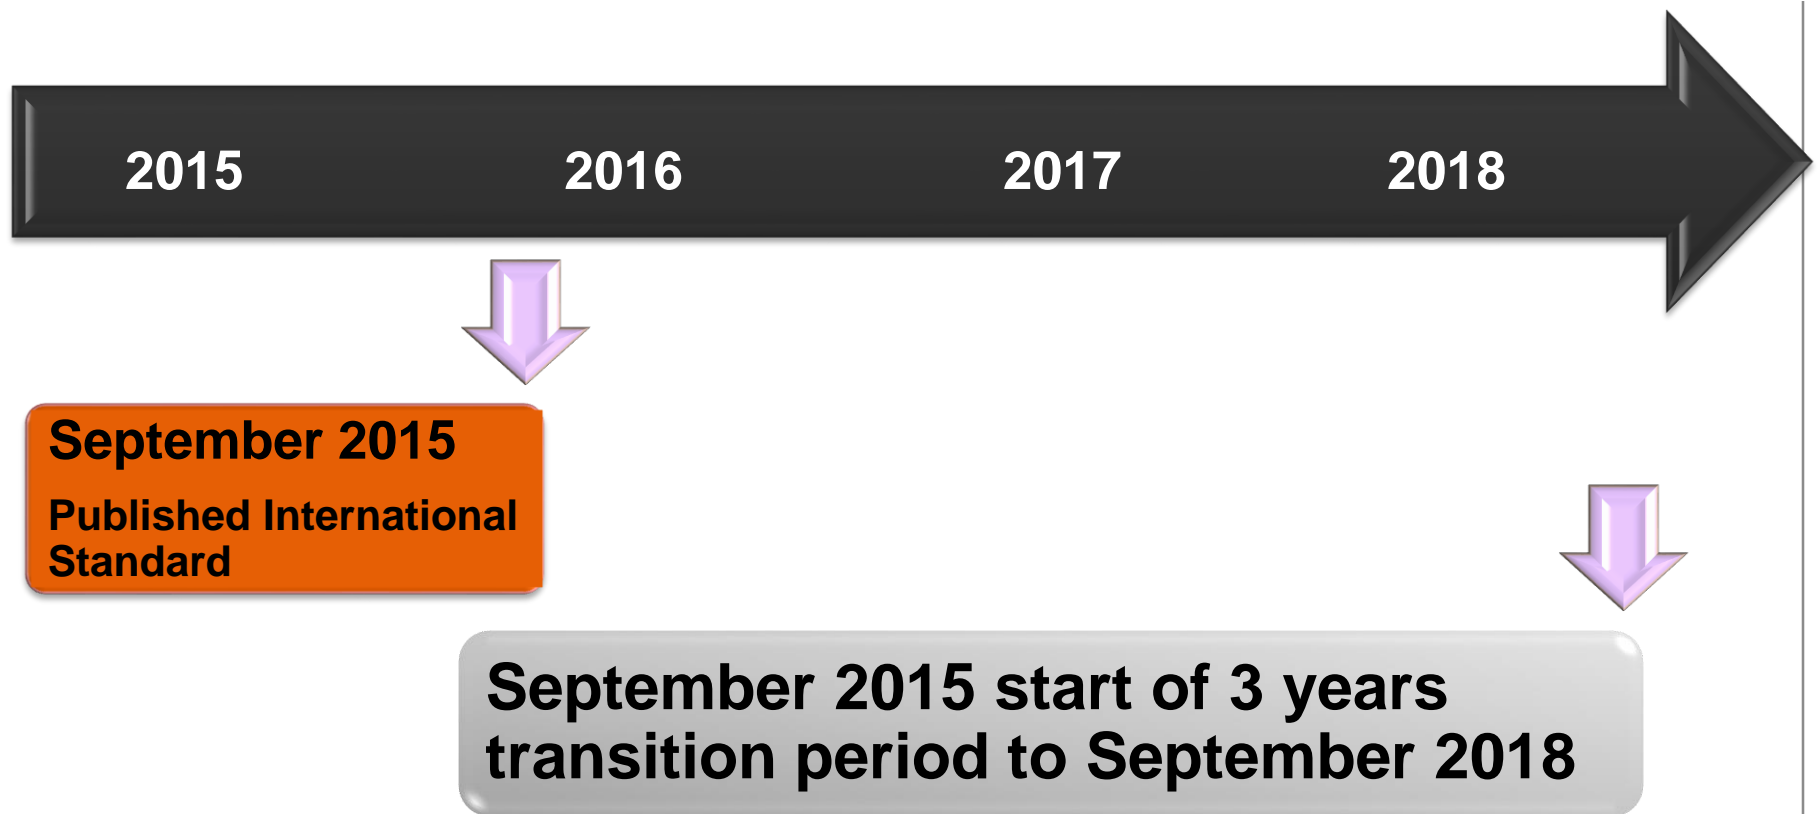 2015 2016 2017 2018
September 2015
Published International
Standard
September 2015 start of 3 years
transition period to September 2018